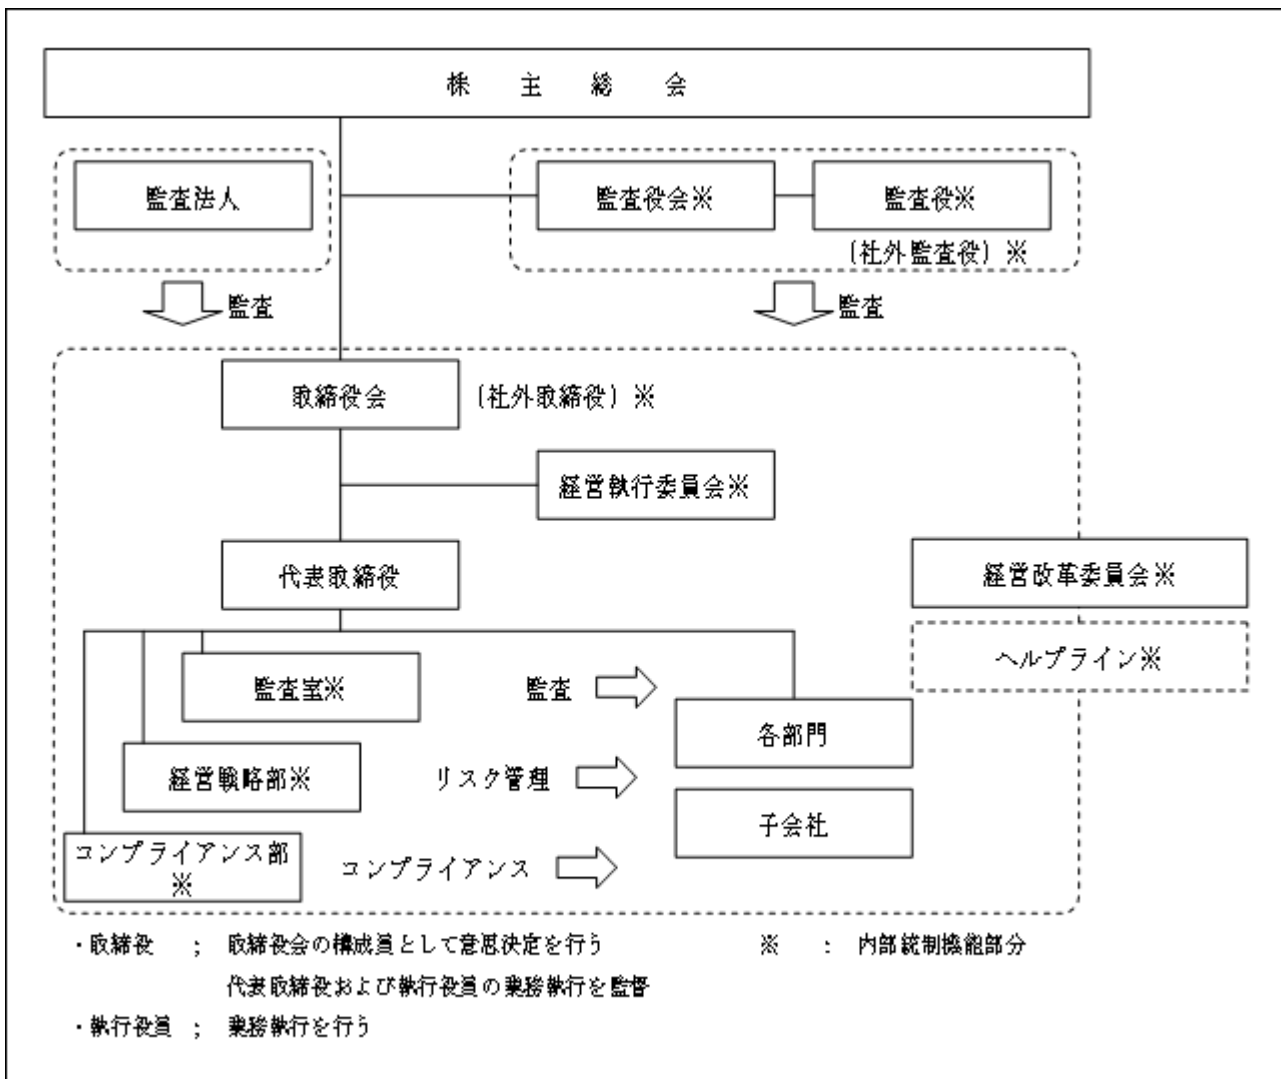 株主総会
監査法人
監査役会※
監査役※
(社外監査役)※
監査
監査
取締役会
(社外取締役)※
経営執行委員会※
代表取締役
経営改革委員会※
ヘルプライン※
監査室※
監査
各部門
経営戦略部※
リスク管理
子会社
コンプライアンス部
※
コンプライアンス
・取締役 ; 取締役会の構成員として意思決定を行う
※ : 内部統制機能部分
代表取締役および執行役員の業務執行を監督
・執行役員 ; 業務執行を行う